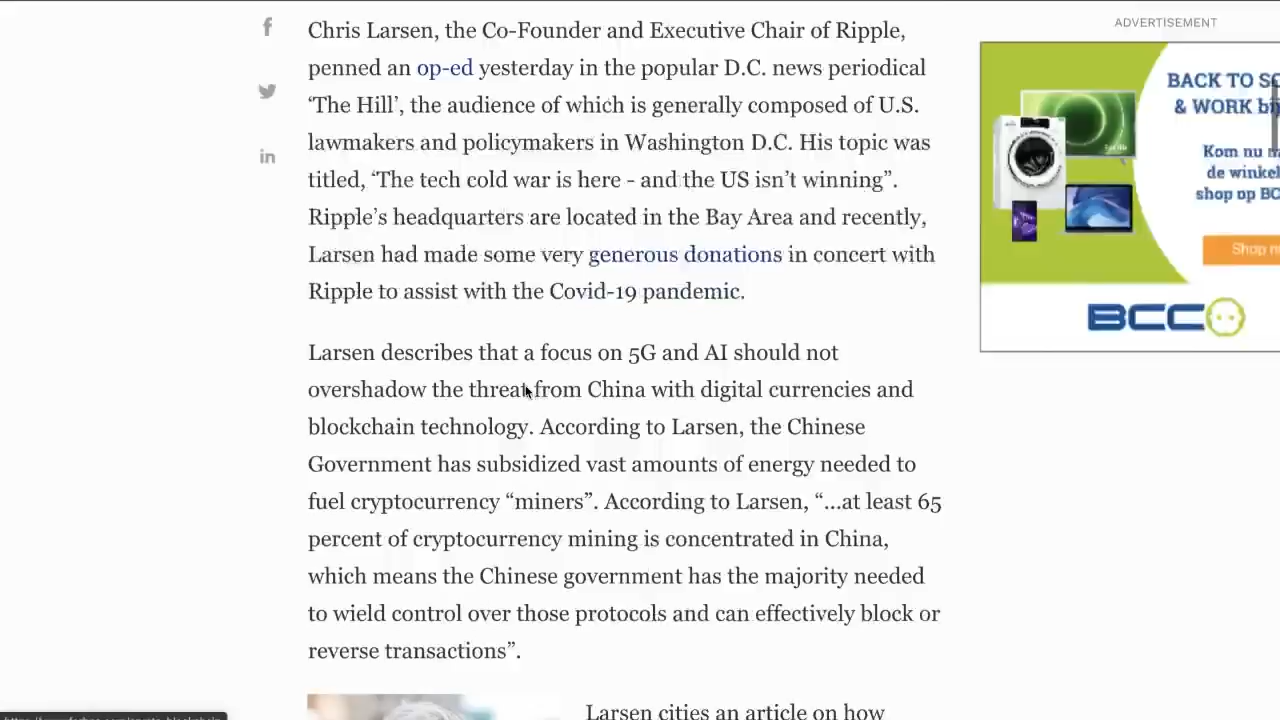 ADVERTISEMENT
Chris Larsen, the Co-Founder and Executive Chair of Ripple,
penned an op-ed yesterday in the popular D.C. news periodical
‘The Hill’, the audience of which is generally composed of U.S.
lawmakers and policymakers in Washington D.C. His topic was
titled, ‘The tech cold war is here - and the US isn’t winning”.
Ripple’s headquarters are located in the Bay Area and recently,
Larsen had made some very generous donations in concert with
Ripple to assist with the Covid-19 pandemic.
Larsen describes that a focus on 5G and AI should not
overshadow the threat from China with digital currencies and
blockchain technology. According to Larsen, the Chinese
Government has subsidized vast amounts of energy needed to
fuel cryptocurrency “miners”. According to Larsen, “...at least 65
percent of cryptocurrency mining is concentrated in China,
which means the Chinese government has the majority needed
to wield control over those protocols and can effectively block or
reverse transactions”.
Larsen cites an article on how
BACK TO
& WORK
Kom nu
de winkel
shop op BC
Shop
BCC